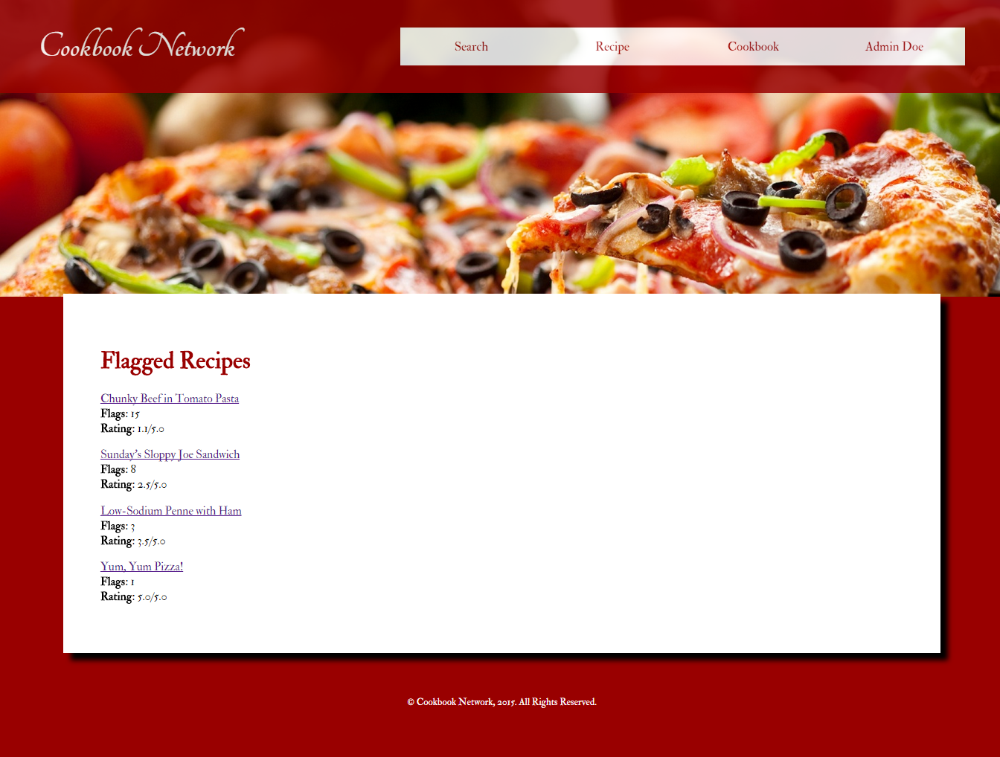 Cookbook Network
Search Recipe Cookbook Admin Doe
Flagged Recipes
Chunky Beef in Tomato Pasta
Flags: 15
Rating: 1.1/5.0
Sunday's Sloppy Joe Sandwich
Flags: 8
Rating: 2.5/5.0
Low-Sodium Penne with Ham
Flags: 3
Rating: 3.5/5.0
Yum, Yum Pizza!
Flags: 1
Rating: 5.0/5.0
© Cookbook Network, 2015. All Rights Reserved.